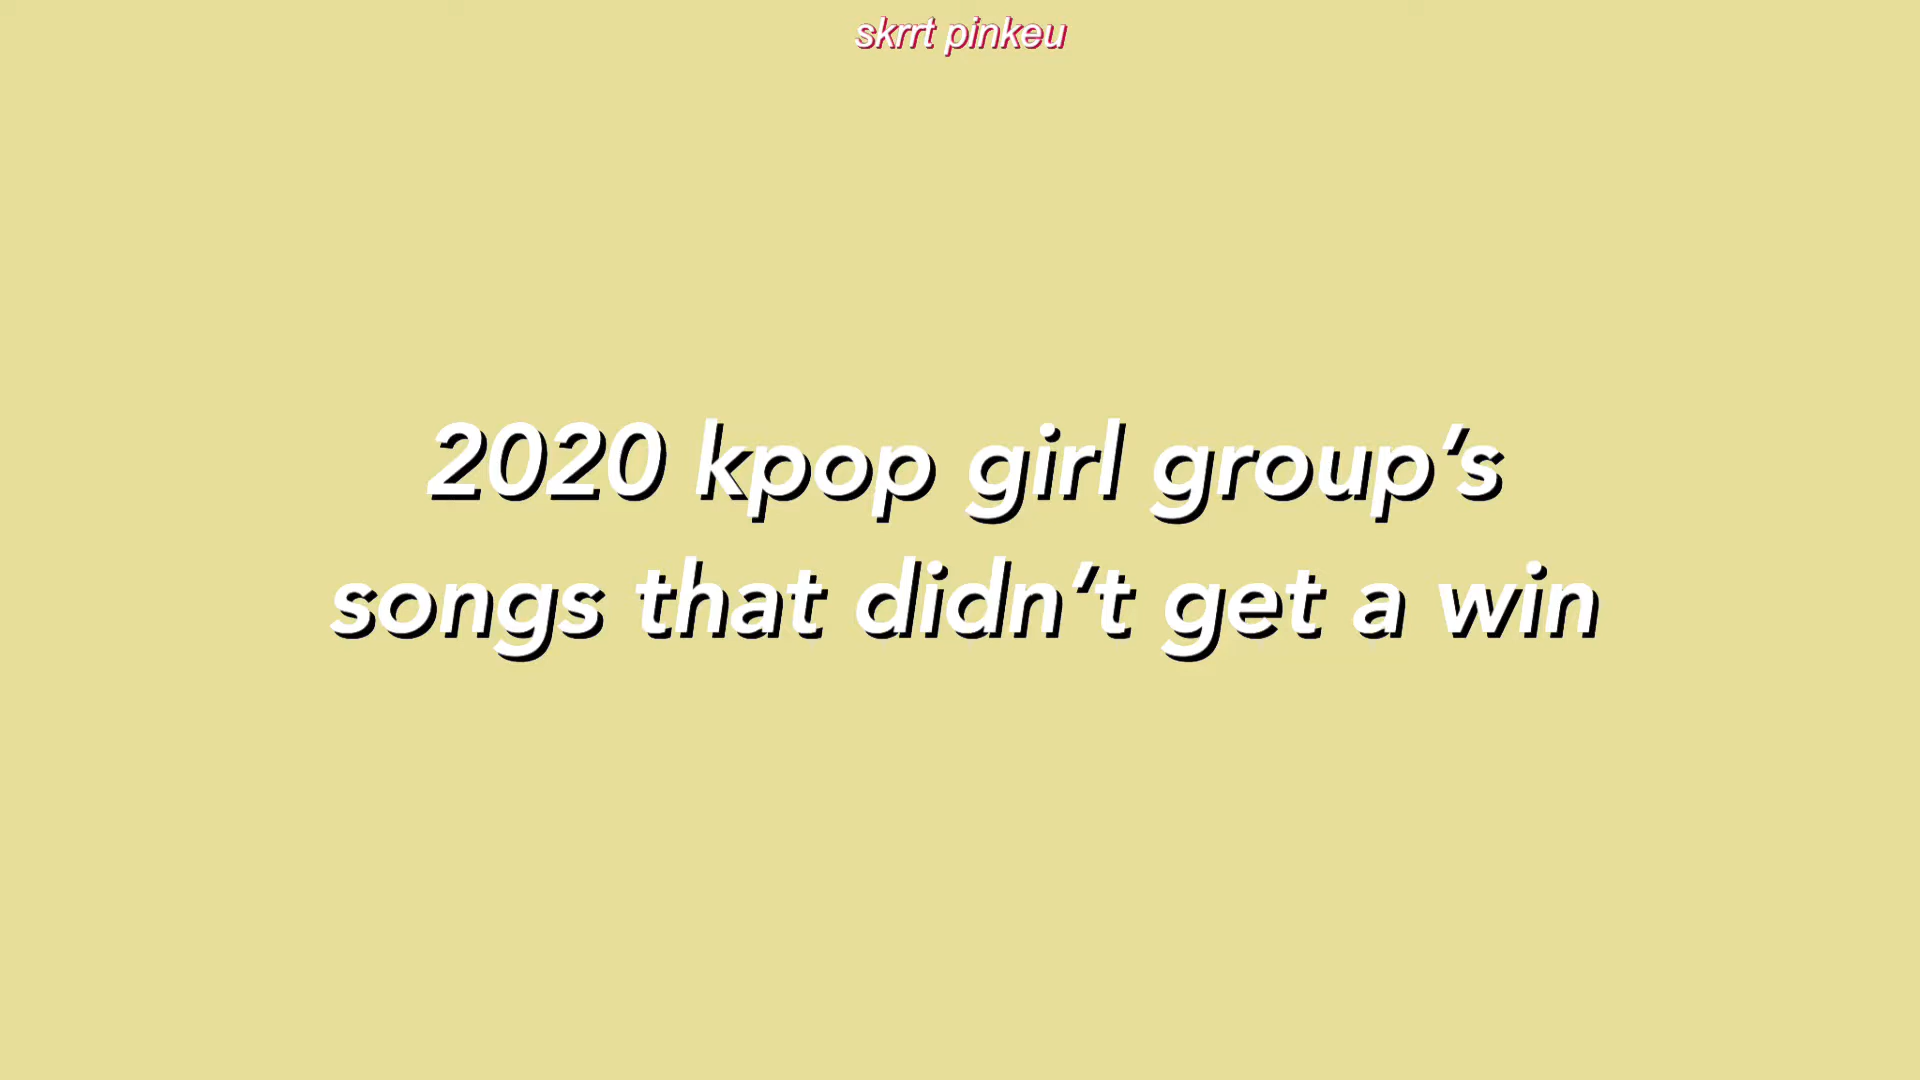 skrrt pinkeu
2020 kpop girl group’s
songs that didn’t get a win